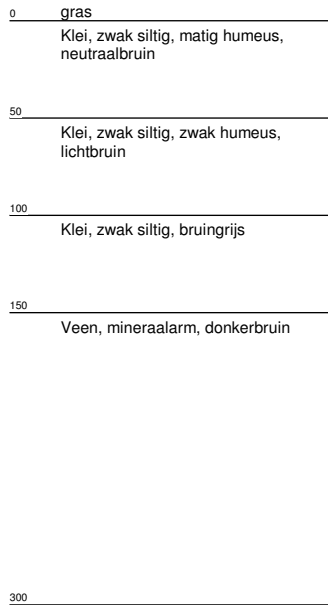 0 gras
Klei, zwak siltig, matig humeus,
neutraalbruin
50
Klei, zwak siltig, zwak humeus,
lichtbruin
100
Klei, zwak siltig, bruingrijs
150
Veen, mineraalarm, donkerbruin
300